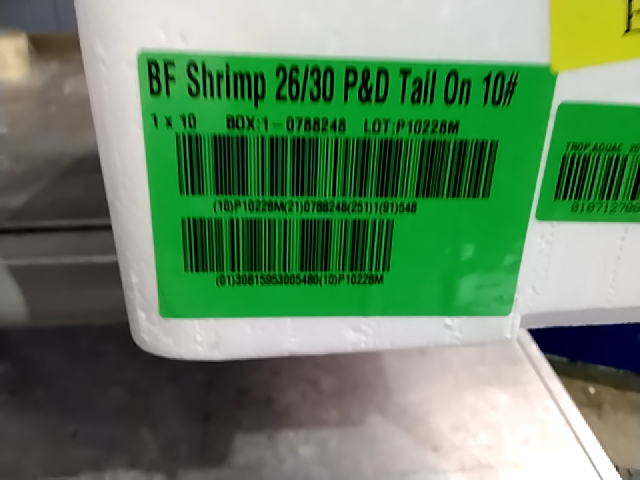 BF Shrimp 26/30 P&D Tail On 10#
1 x 10 BOX:1-0788248 LOT:P10228M
(10)P10228M(21)0788248(251)1(91)548
(01)30815953005480(10)P10228M
TROP AQUAC